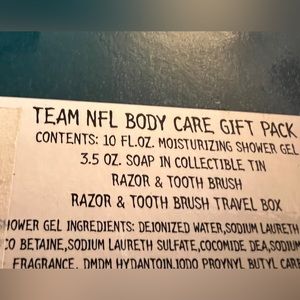 TEAM NFL BODY CARE GIFT PACK
CONTENTS: 10 FL.OZ. MOISTURIZING SHOWER GEL
3.5 OZ. SOAP IN COLLECTIBLE TIN
RAZOR & TOOTH BRUSH
RAZOR & TOOTH BRUSH TRAVEL BOX
HOWER GEL INGREDIENTS: DEIONIZED WATER,SODIUM LAURETH
CO BETAINE,SODIUM LAURETH SULFATE,COCOMIDE DEA,SODIUM
FRAGRANCE, DMDM HYDANTOIN,IODO PROYNYL BUTYL CARB